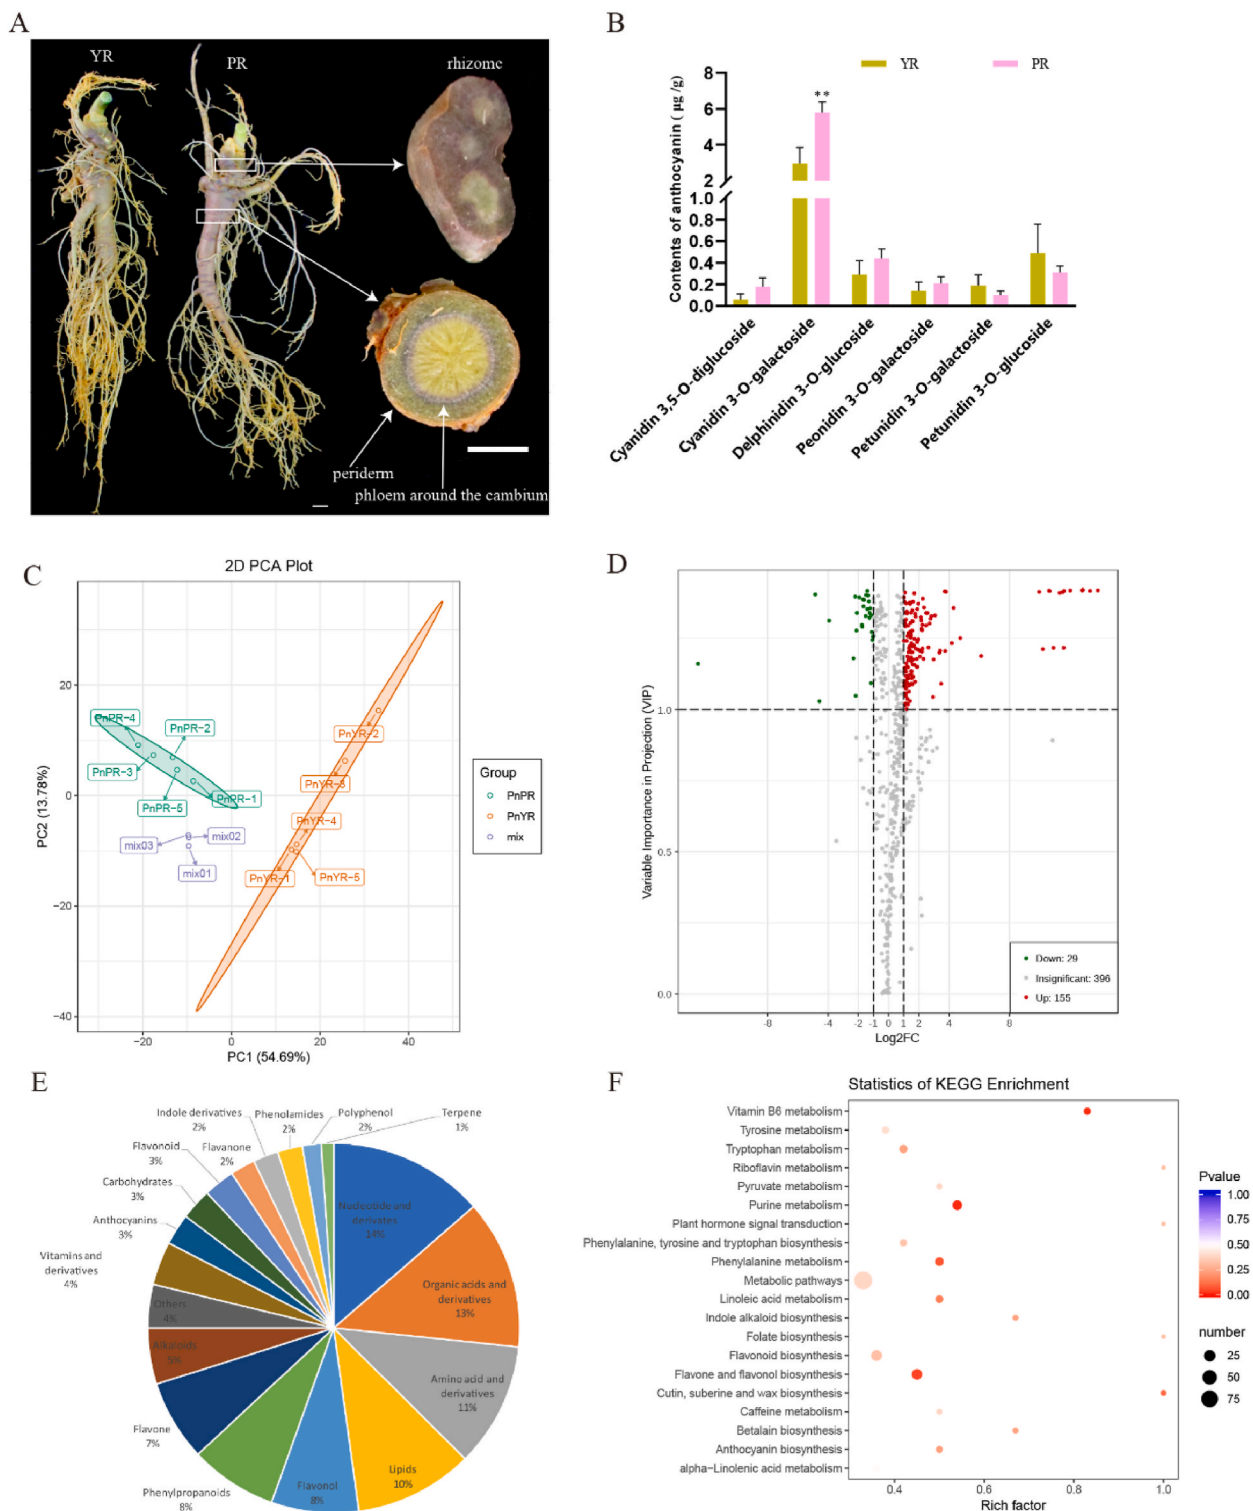 A
YR
PR
rhizome
periderm
phloem around the cambium
B
YR
PR
Contents of anthocyanin ( μg /g)
8
6
4
2
1.0
0.8
0.6
0.4
0.2
0.0
**
Cyanidin 3,5-O-diglucoside
Cyanidin 3-O-galactoside
Delphinidin 3-O-glucoside
Peonidin 3-O-galactoside
Petunidin 3-O-galactoside
Petunidin 3-O-glucoside
C
2D PCA Plot
PC2 (13.78%)
20
0
−20
−40
PnPR−4
PnPR−2
PnPR−3
PnPR−1
PnPR−5
mix03
mix02
mix01
PnYR−2
PnYR−3
PnYR−4
PnYR−1
PnYR−5
Group
PnPR
PnYR
mix
−20
0
20
40
PC1 (54.69%)
D
Variable Importance in Projection (VIP)
1.0
0.5
0.0
Down: 29
Insignificant: 396
Up: 155
-8
-4
-2
-1
0
1
2
4
8
Log2FC
E
Indole derivatives
2%
Phenolamides
2%
Polyphenol
2%
Terpene
1%
Flavonoid
3%
Flavanone
2%
Carbohydrates
3%
Anthocyanins
3%
Vitamins and
derivatives
4%
Others
4%
Alkaloids
5%
Flavone
7%
Phenylpropanoids
8%
Flavonol
8%
Lipids
10%
Amino acid and
derivatives
11%
Organic acids and
derivatives
13%
Nucleotide and
derivates
14%
F
Statistics of KEGG Enrichment
Vitamin B6 metabolism
Tyrosine metabolism
Tryptophan metabolism
Riboflavin metabolism
Pyruvate metabolism
Purine metabolism
Plant hormone signal transduction
Phenylalanine, tyrosine and tryptophan biosynthesis
Phenylalanine metabolism
Metabolic pathways
Linoleic acid metabolism
Indole alkaloid biosynthesis
Folate biosynthesis
Flavonoid biosynthesis
Flavone and flavonol biosynthesis
Cutin, suberine and wax biosynthesis
Caffeine metabolism
Betalain biosynthesis
Anthocyanin biosynthesis
alpha−Linolenic acid metabolism
0.4
0.6
0.8
1.0
Rich factor
Pvalue
1.00
0.75
0.50
0.25
0.00
number
25
50
75